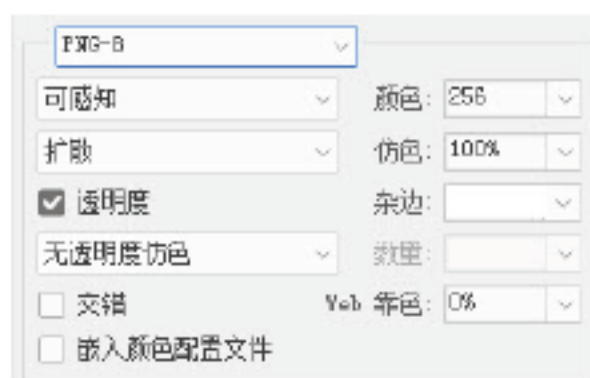 PNG-8
可感知 颜色: 256
扩散 仿色: 100%
透明度 杂边:
无透明度仿色 数量:
交错 Web 靠色: 0%
嵌入颜色配置文件